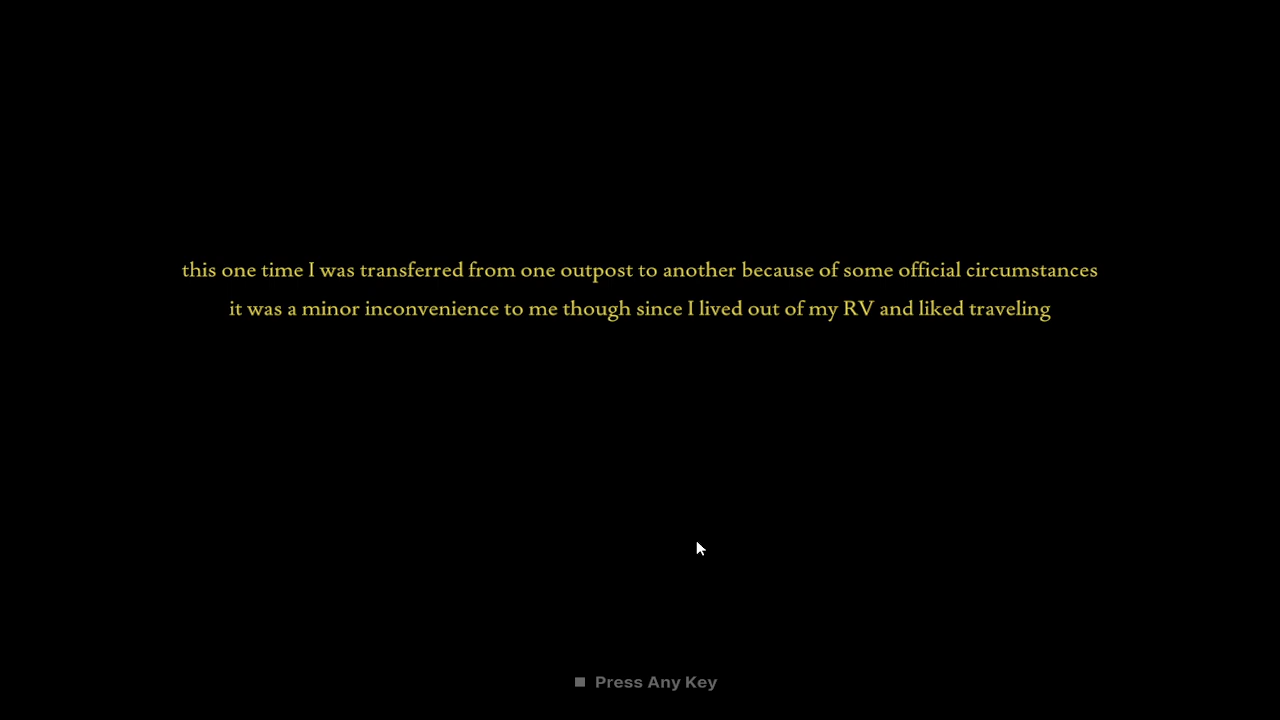 this one time I was transferred from one outpost to another because of some official circumstances
it was a minor inconvenience to me though since I lived out of my RV and liked traveling
Press Any Key